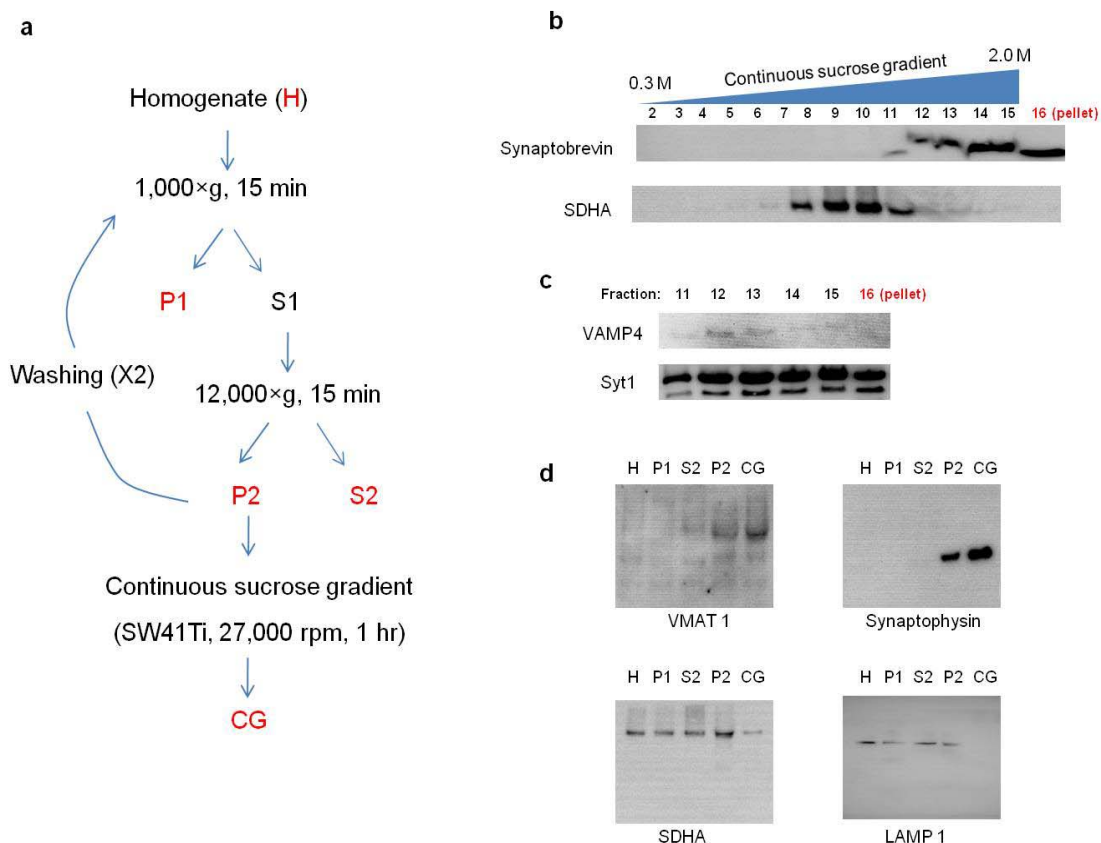 a
Homogenate (H)
1,000×g, 15 min
P1 S1
Washing (X2)
12,000×g, 15 min
P2 S2
Continuous sucrose gradient
(SW41Ti, 27,000 rpm, 1 hr)
CG
b
0.3 M Continuous sucrose gradient 2.0 M
2 3 4 5 6 7 8 9 10 11 12 13 14 15 16 (pellet)
Synaptobrevin
SDHA
c
Fraction: 11 12 13 14 15 16 (pellet)
VAMP4
Syt1
d
H P1 S2 P2 CG
VMAT 1
H P1 S2 P2 CG
Synaptophysin
H P1 S2 P2 CG
SDHA
H P1 S2 P2 CG
LAMP 1